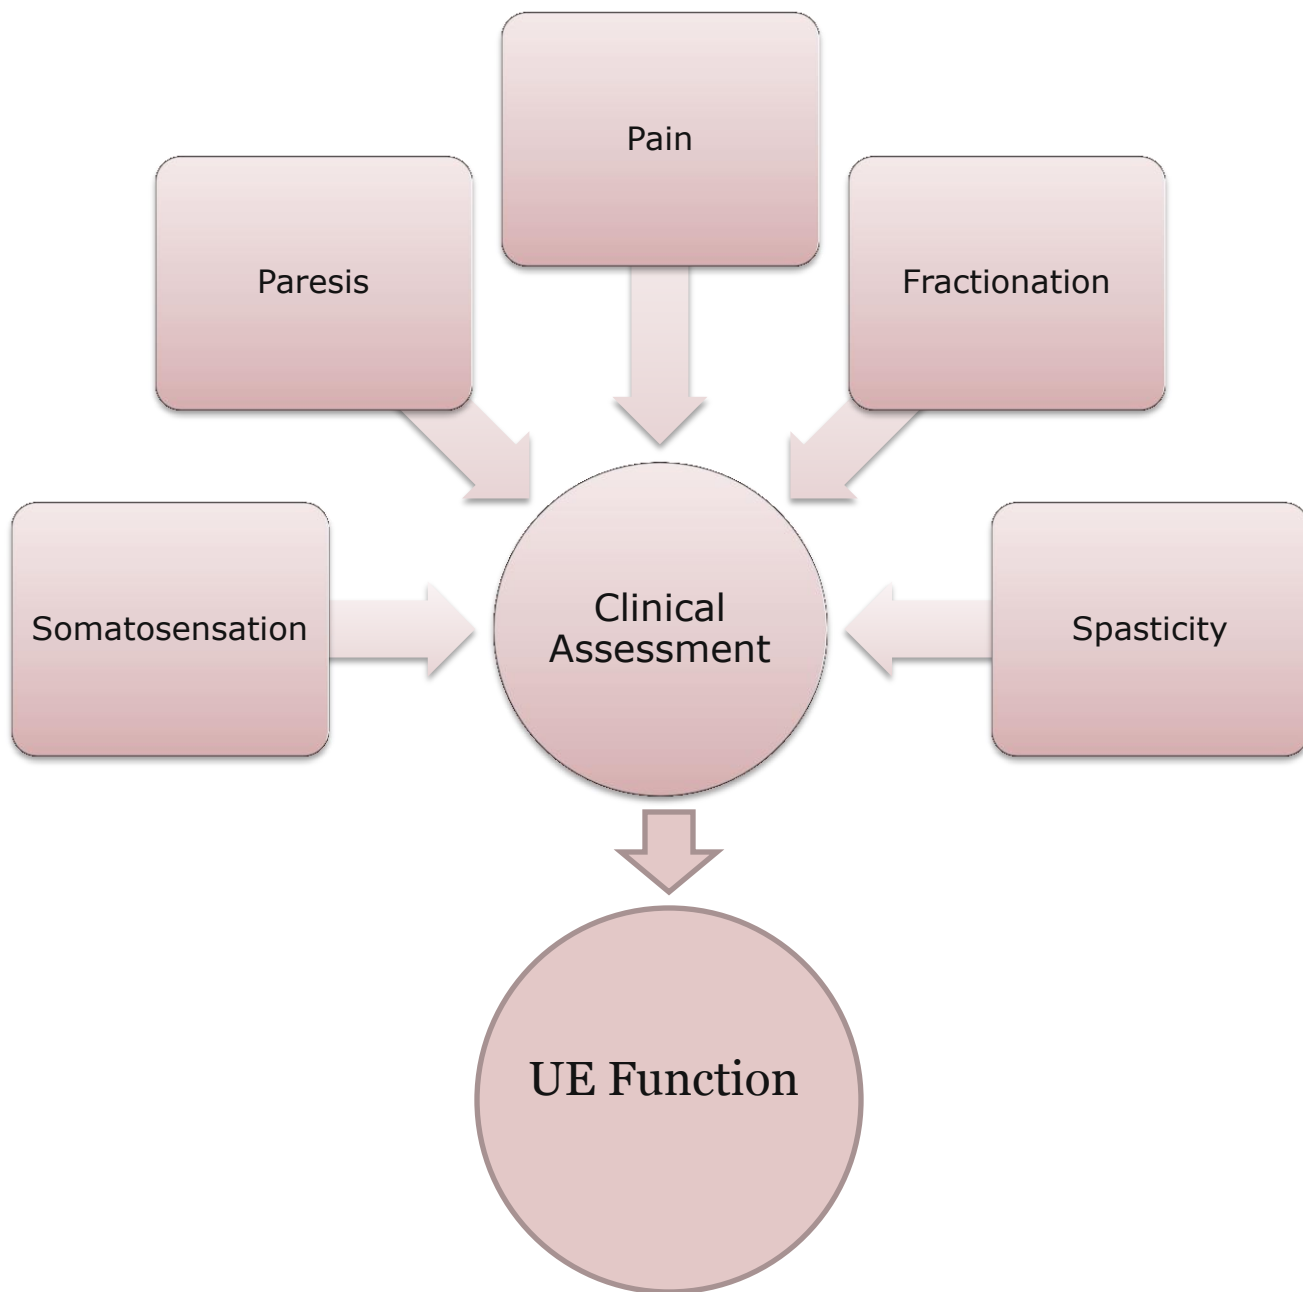 Pain
Paresis
Fractionation
Somatosensation
Clinical
Assessment
Spasticity
UE Function